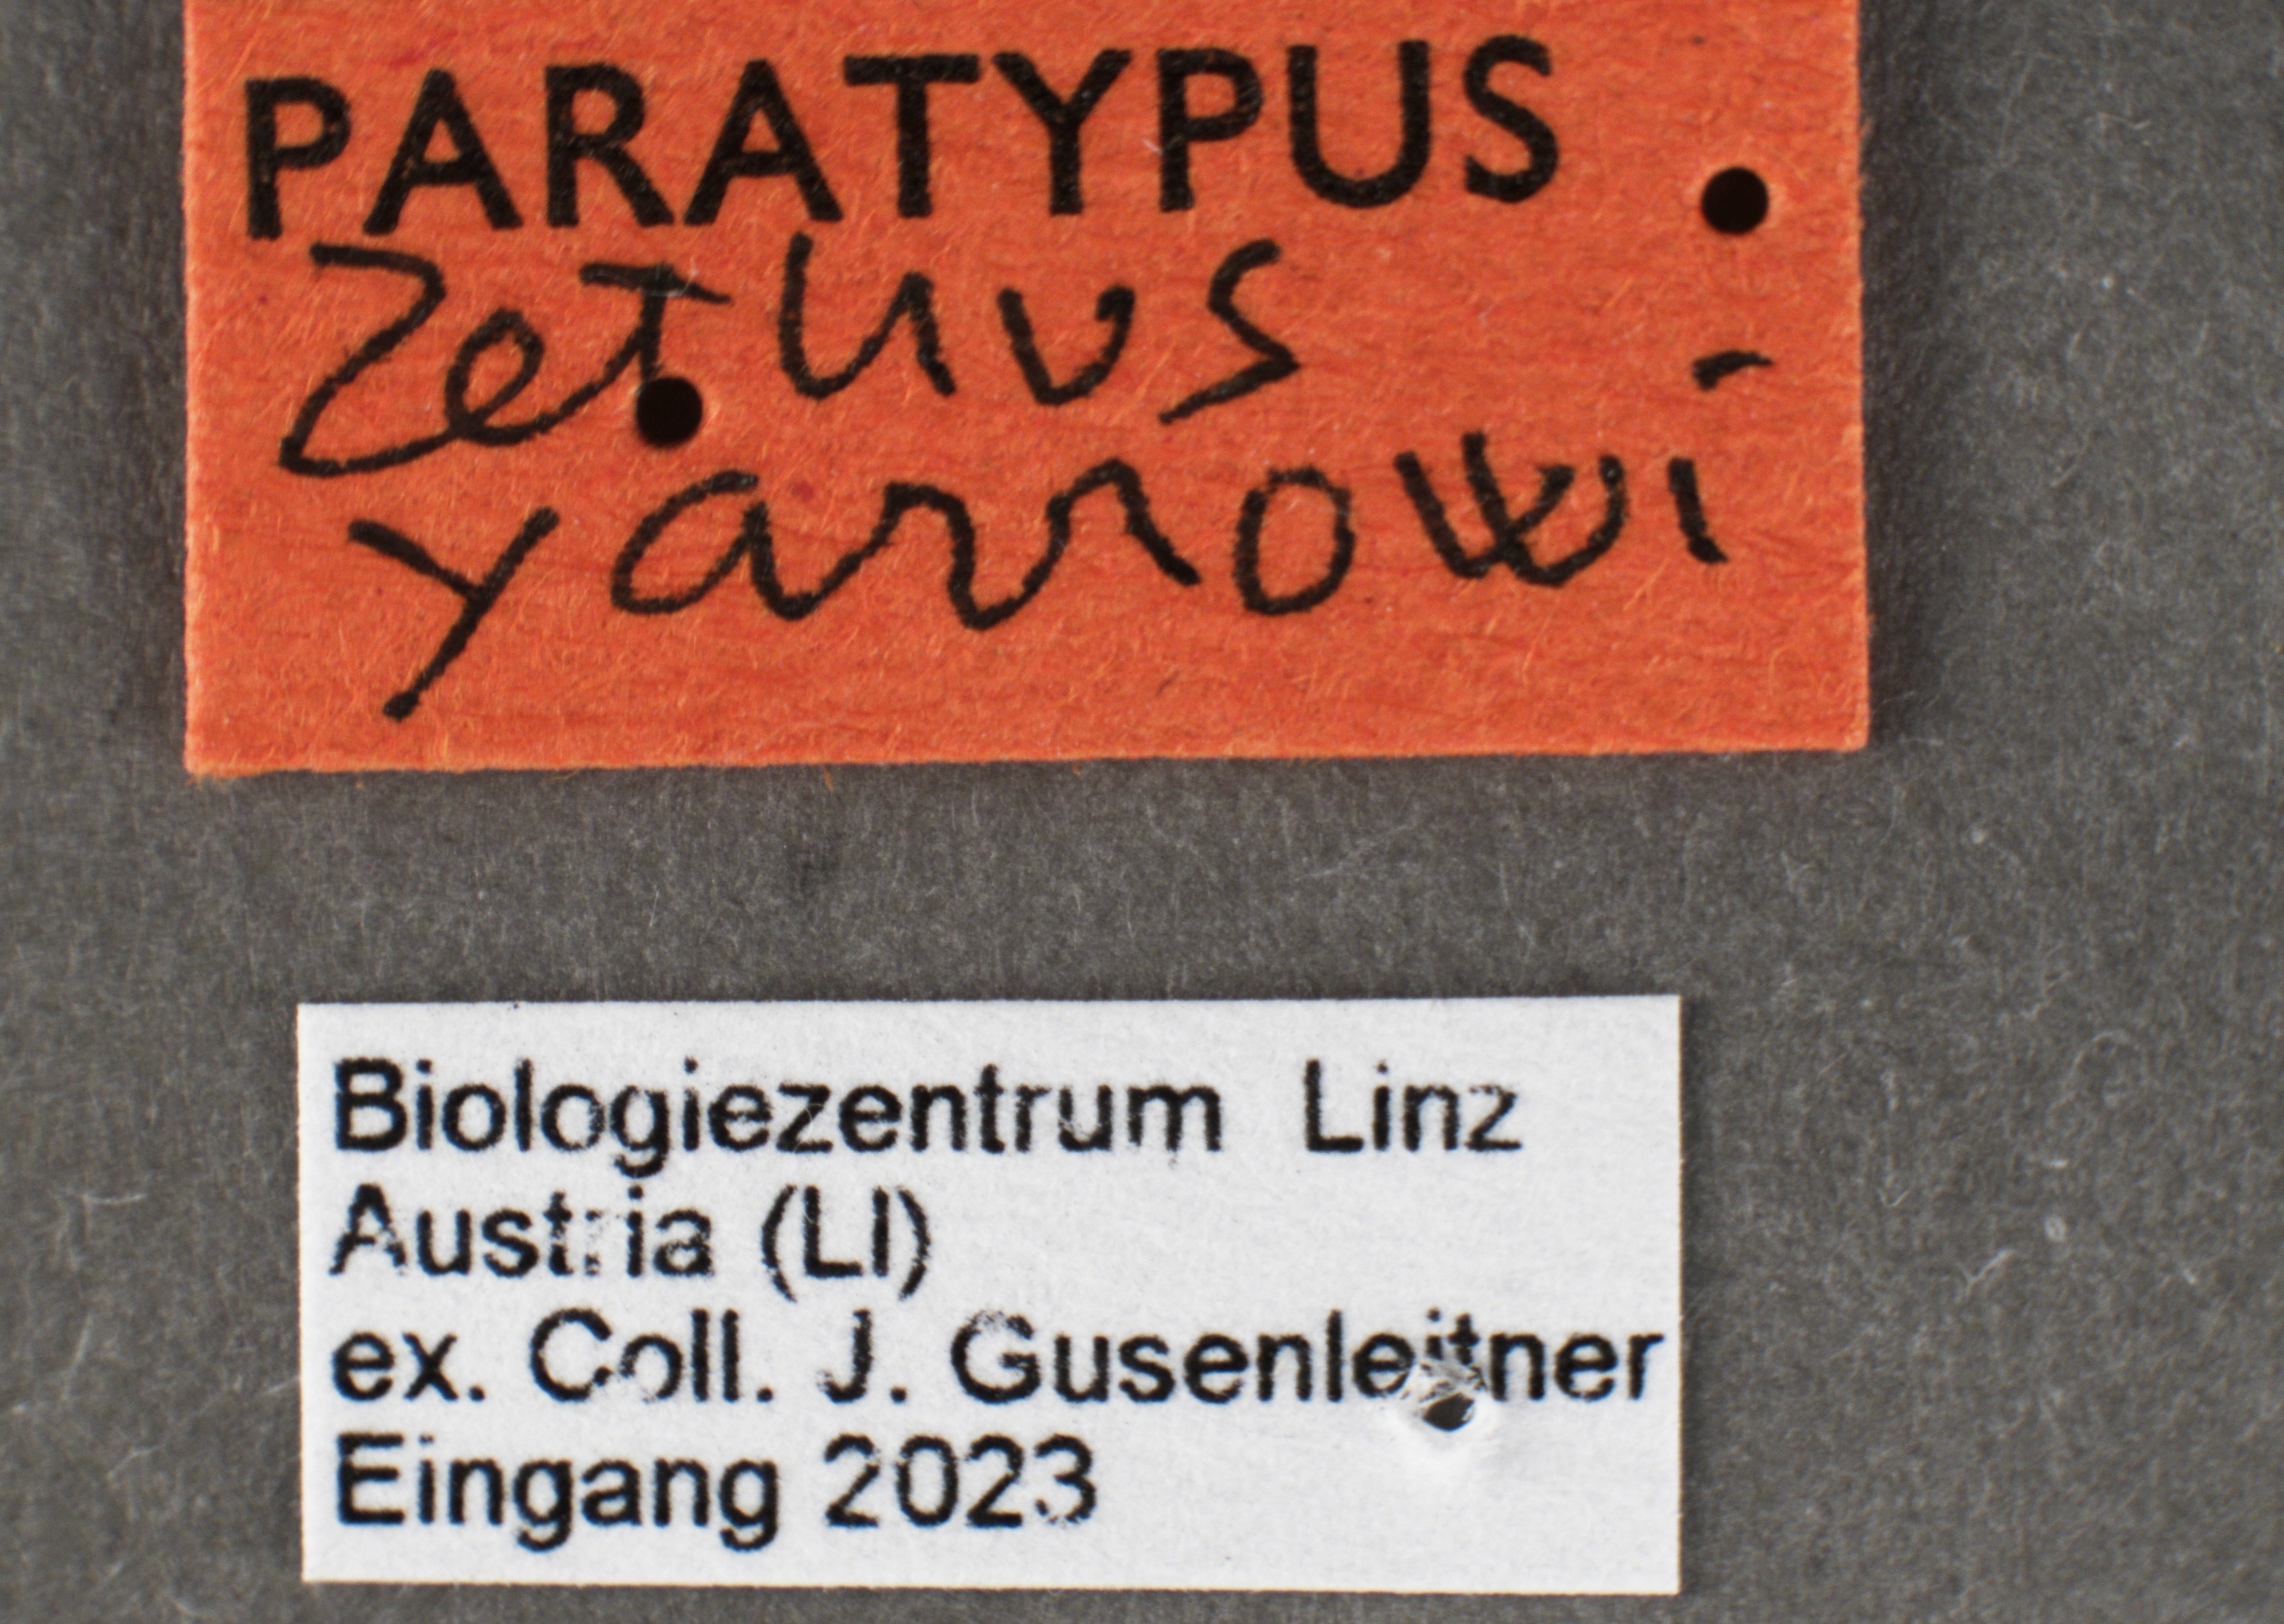 PARATYPUS
Zethus
yarrowi
Biologiezentrum Linz
Austria (LI)
ex. Coll. J. Gusenleitner
Eingang 2023